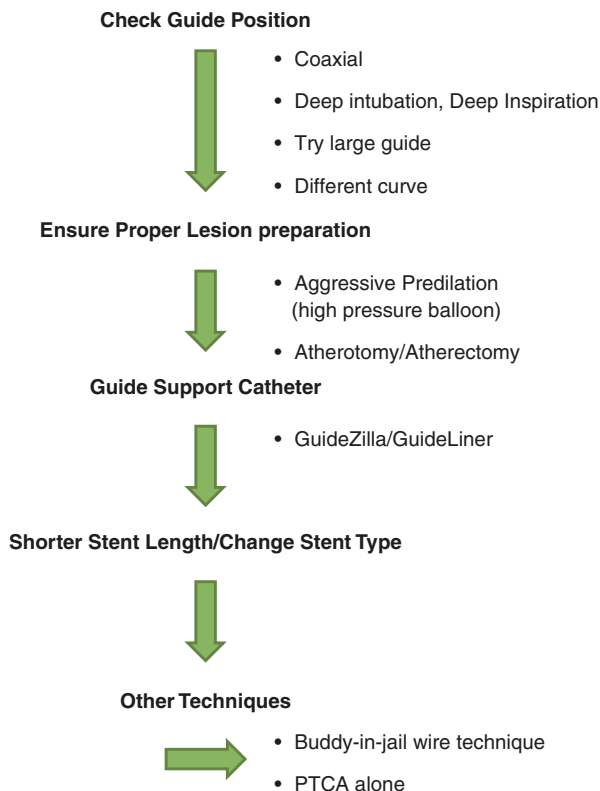 Check Guide Position
• Coaxial
• Deep intubation, Deep Inspiration
• Try large guide
• Different curve
Ensure Proper Lesion preparation
• Aggressive Predilation
(high pressure balloon)
• Atherotomy/Atherectomy
Guide Support Catheter
• GuideZilla/GuideLiner
Shorter Stent Length/Change Stent Type
Other Techniques
• Buddy-in-jail wire technique
• PTCA alone